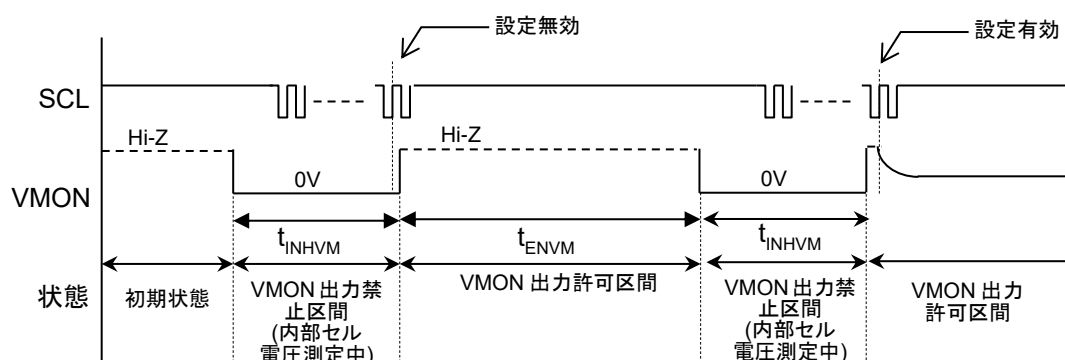 設定無効
設定有効
SCL
Hi-Z
Hi-Z
VMON
0V
0V
tINHVM
tENVM
tINHVM
状態
初期状態
VMON 出力禁
止区間
(内部セル
電圧測定中)
VMON 出力許可区間
VMON 出力禁
止区間
(内部セル
電圧測定中)
VMON 出力
許可区間